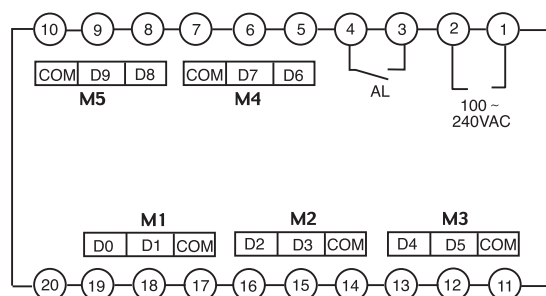 10 9 8 7 6 5 4 3 2 1
COM D9 D8 COM D7 D6
M5 M4 AL
100 ~
240VAC
M1 M2 M3
D0 D1 COM D2 D3 COM D4 D5 COM
20 19 18 17 16 15 14 13 12 11